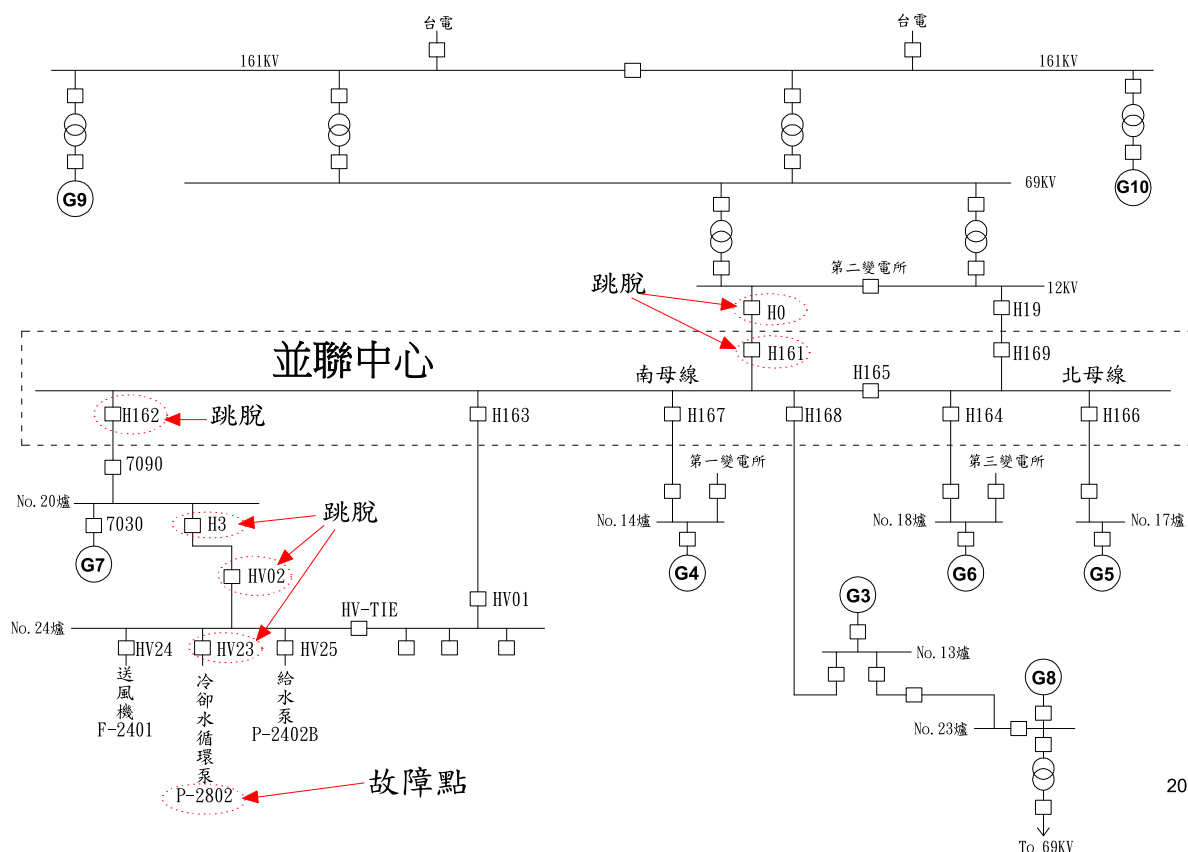 台電
台電
161KV
161KV
G9
G10
69KV
第二變電所
12KV
跳脫
H0
H19
H161
H169
並聯中心
南母線
H165
北母線
H162
跳脫
H163
H167
H168
H164
H166
7090
第一變電所
第三變電所
No.20爐
7030
H3
跳脫
No.14爐
No.18爐
No.17爐
G7
HV02
G4
G6
G5
HV-TIE
HV01
G3
No.24爐
HV24
HV23
HV25
No.13爐
送風機
F-2401
冷卻水循環泵
P-2802
給水泵
P-2402B
G8
No.23爐
故障點
To 69KV
20